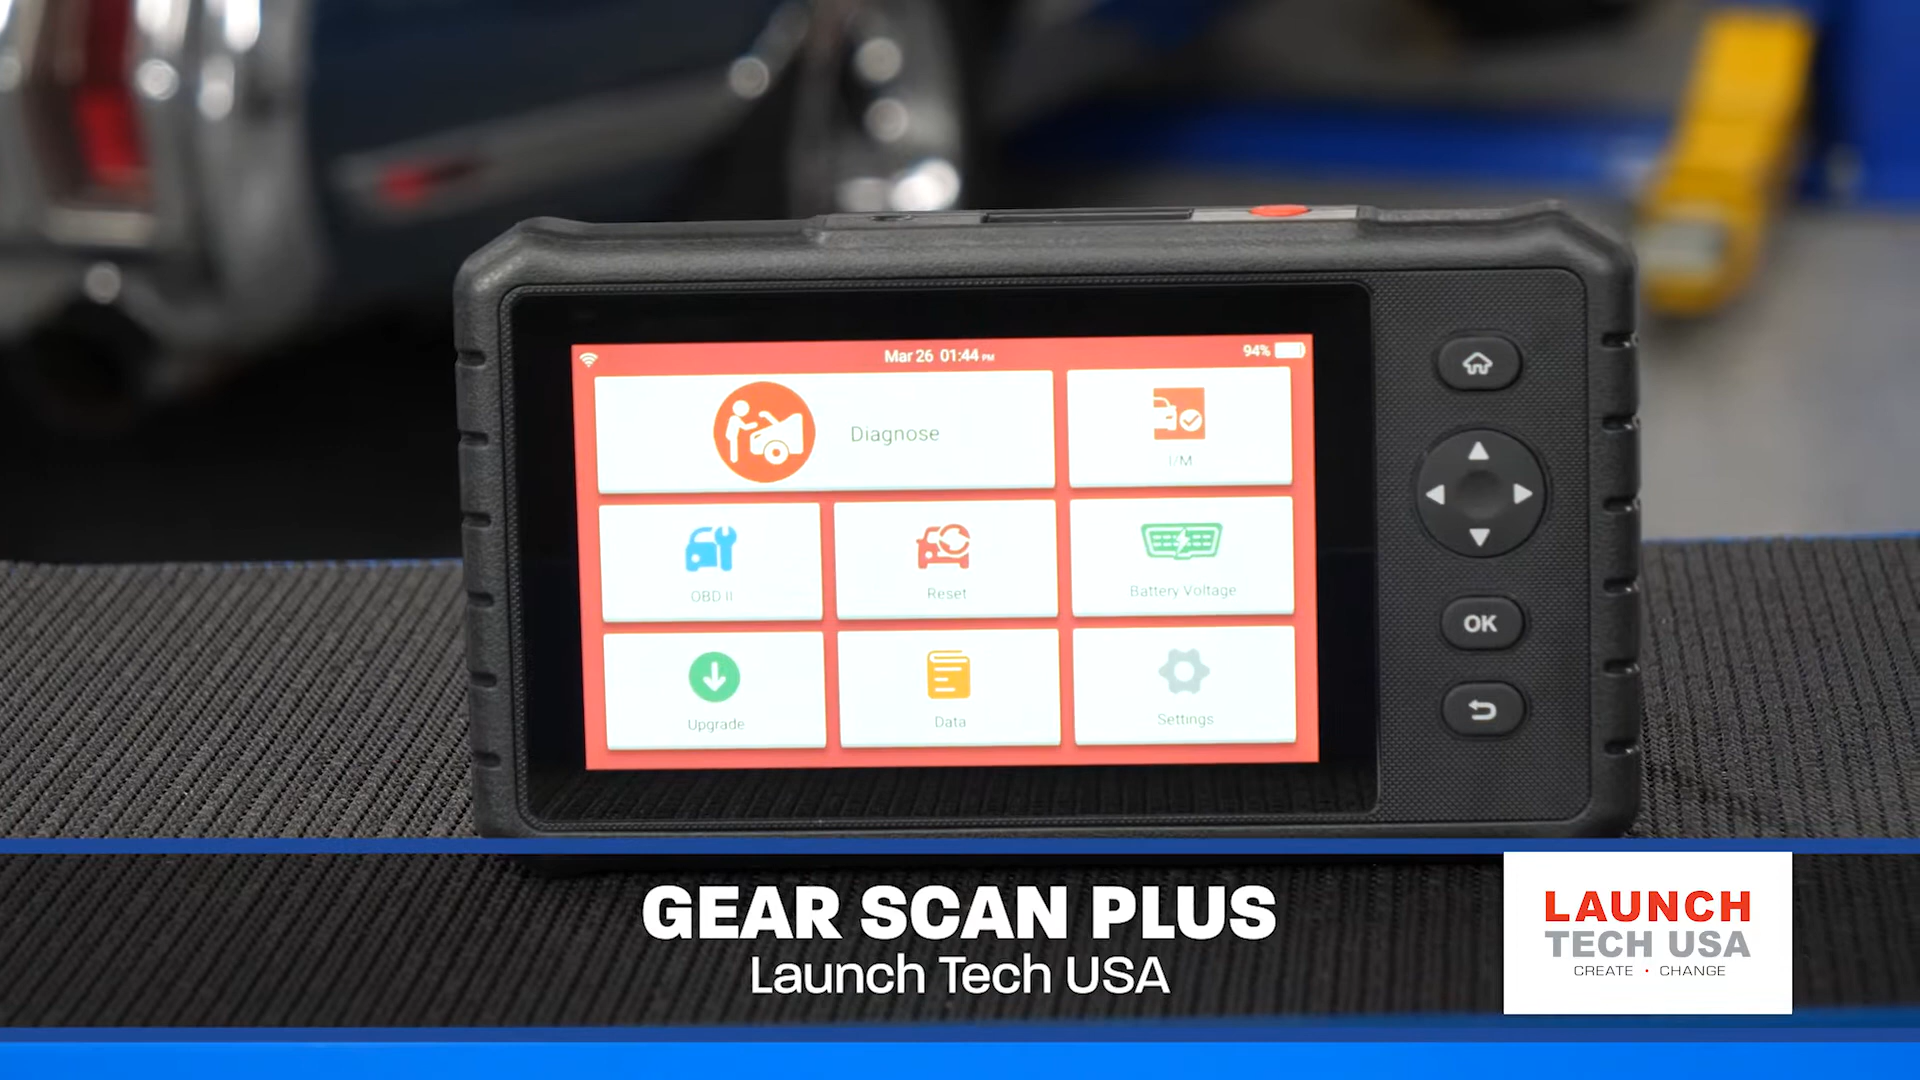 Mar 26 01:44 PM
94%
Diagnose
I/M
OBD II
Reset
Battery Voltage
Upgrade
Data
Settings
OK
GEAR SCAN PLUS
Launch Tech USA
LAUNCH
TECH USA
CREATE • CHANGE